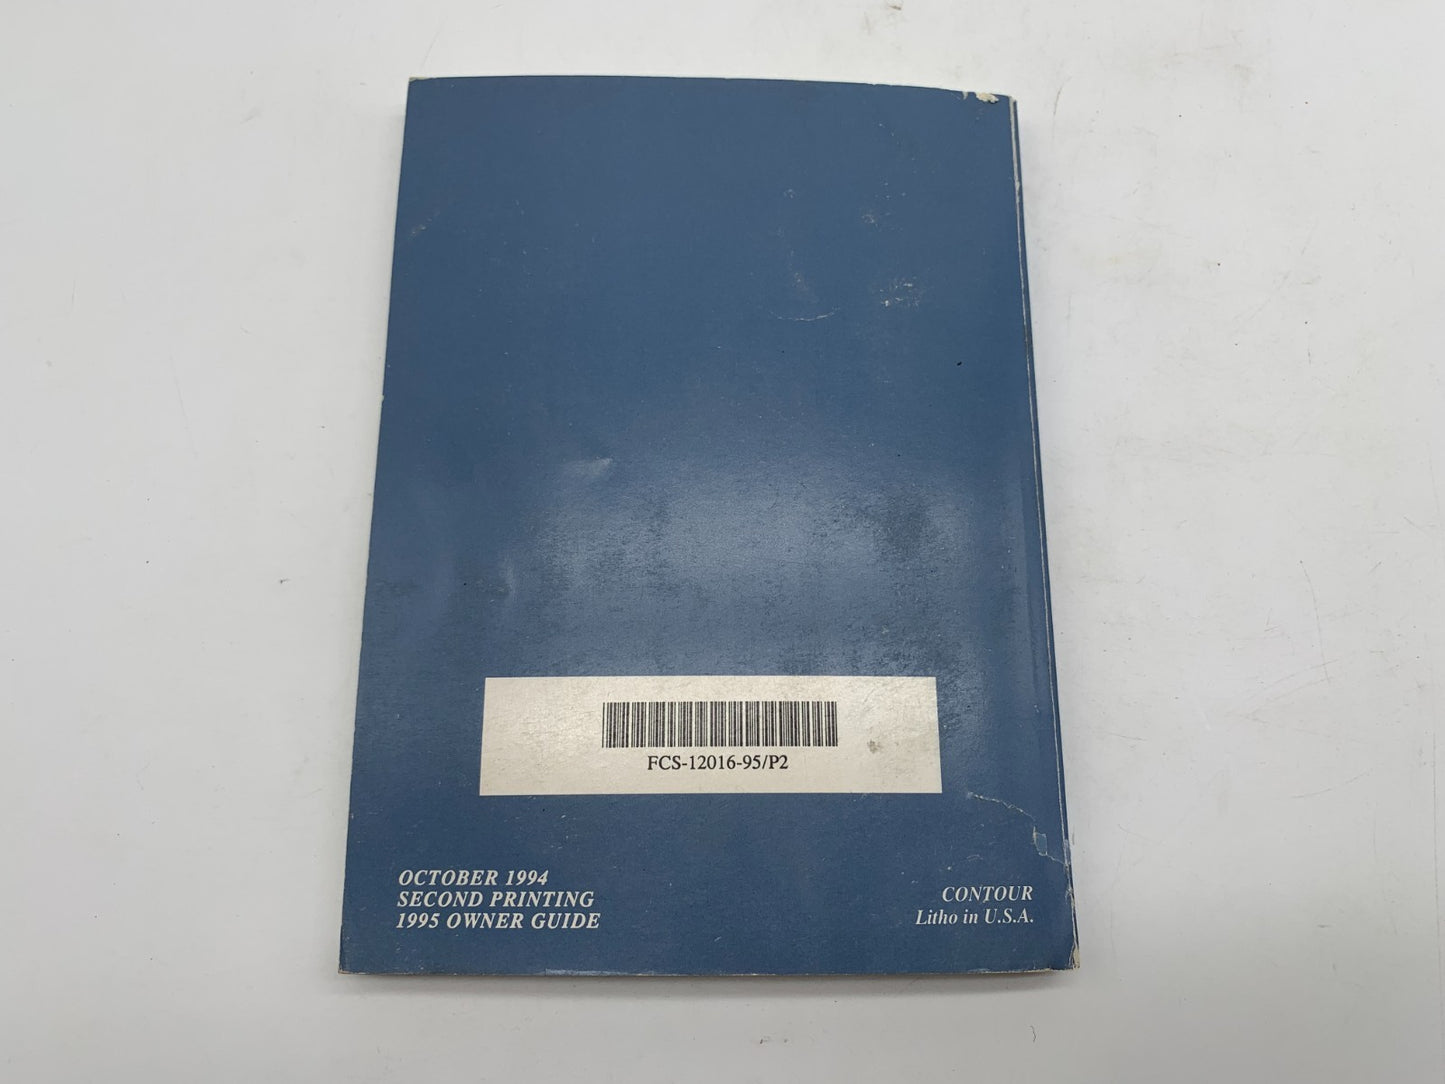 FCS-12016-95/P2
OCTOBER 1994
SECOND PRINTING
1995 OWNER GUIDE
CONTOUR
Litho in U.S.A.